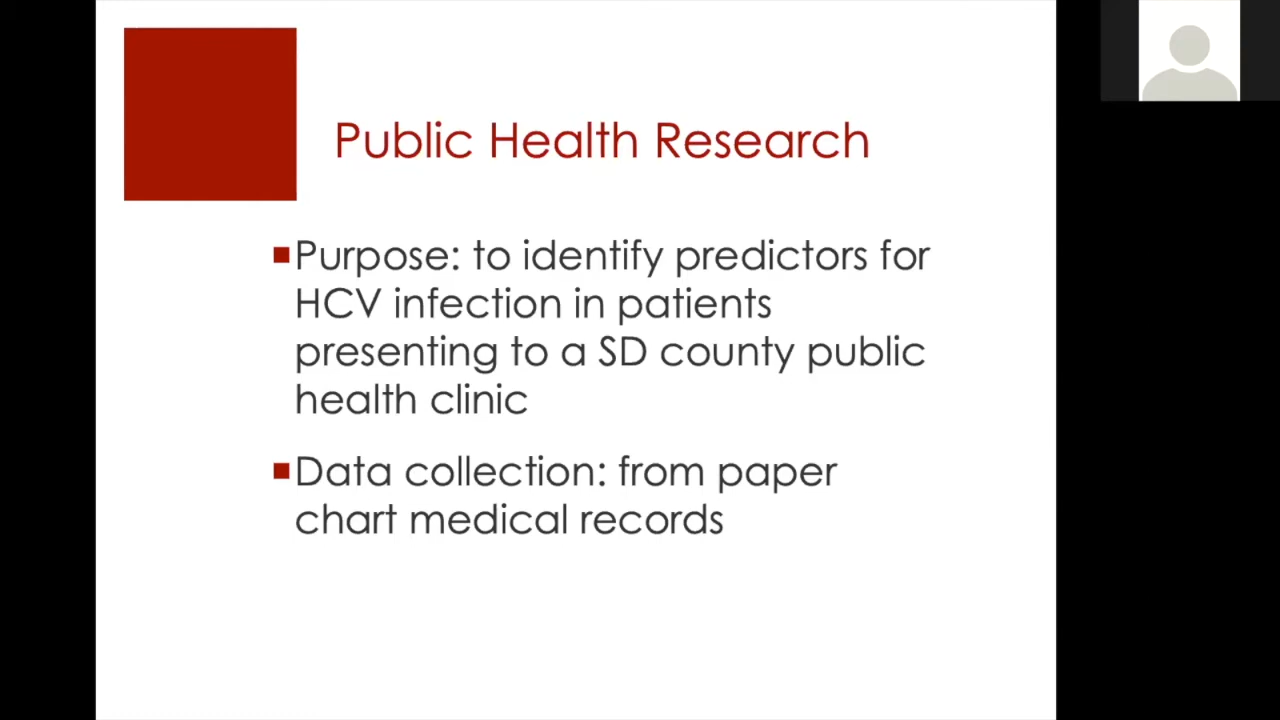 Public Health Research
Purpose: to identify predictors for
HCV infection in patients
presenting to a SD county public
health clinic
Data collection: from paper
chart medical records